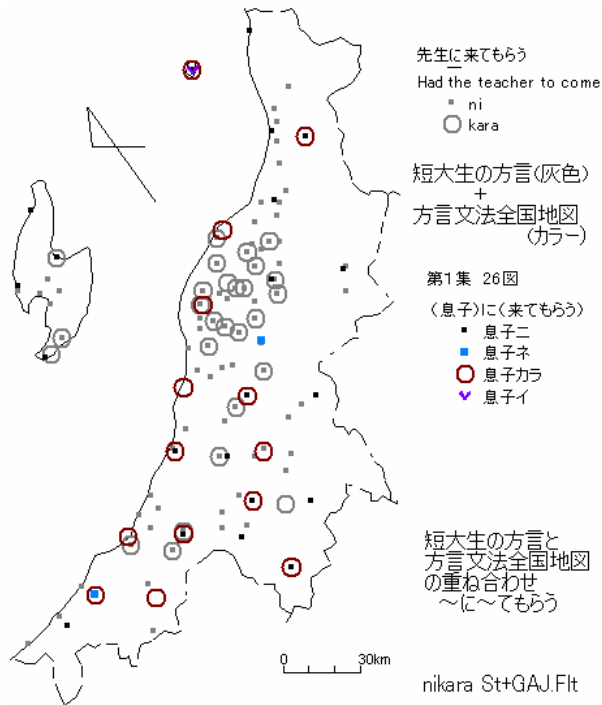 先生に来てもらう
Had the teacher to come
ni
kara
短大生の方言(灰色)
+
方言文法全国地図
(カラー)
第1集 26図
(息子)に(来てもらう)
息子ニ
息子ネ
息子カラ
息子イ
短大生の方言と
方言文法全国地図
の重ね合わせ
~に~てもらう
0 30km
nikara St+GAJ.Flt